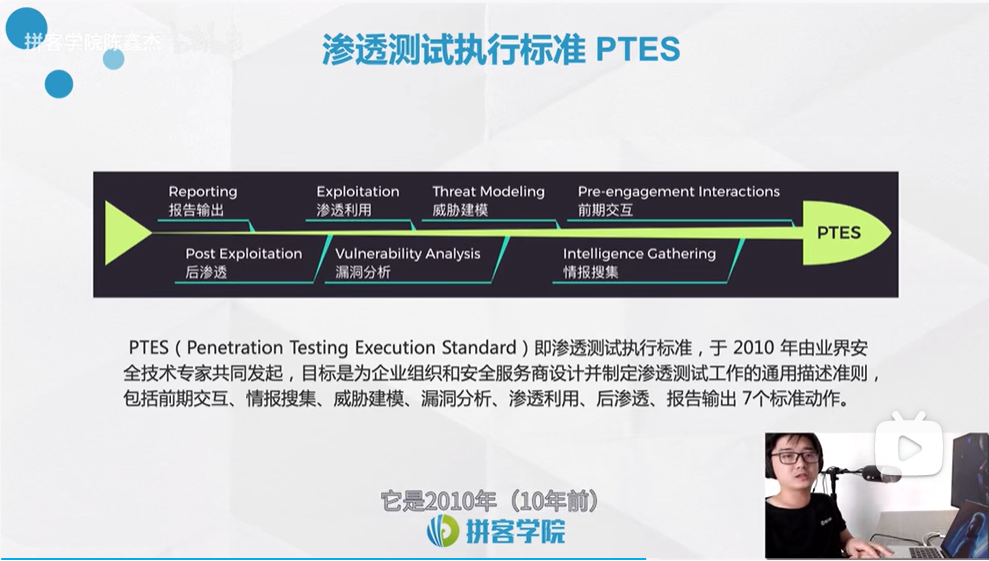 拼客学院陈鑫杰
渗透测试执行标准 PTES
Reporting
报告输出
Exploitation
渗透利用
Threat Modeling
威胁建模
Pre-engagement Interactions
前期交互
PTES
Post Exploitation
后渗透
Vulnerability Analysis
漏洞分析
Intelligence Gathering
情报搜集
PTES（Penetration Testing Execution Standard）即渗透测试执行标准，于 2010 年由业界安
全技术专家共同发起，目标是为企业组织和安全服务商设计并制定渗透测试工作的通用描述准则，
包括前期交互、情报搜集、威胁建模、漏洞分析、渗透利用、后渗透、报告输出 7个标准动作。
它是2010年（10年前）
拼客学院